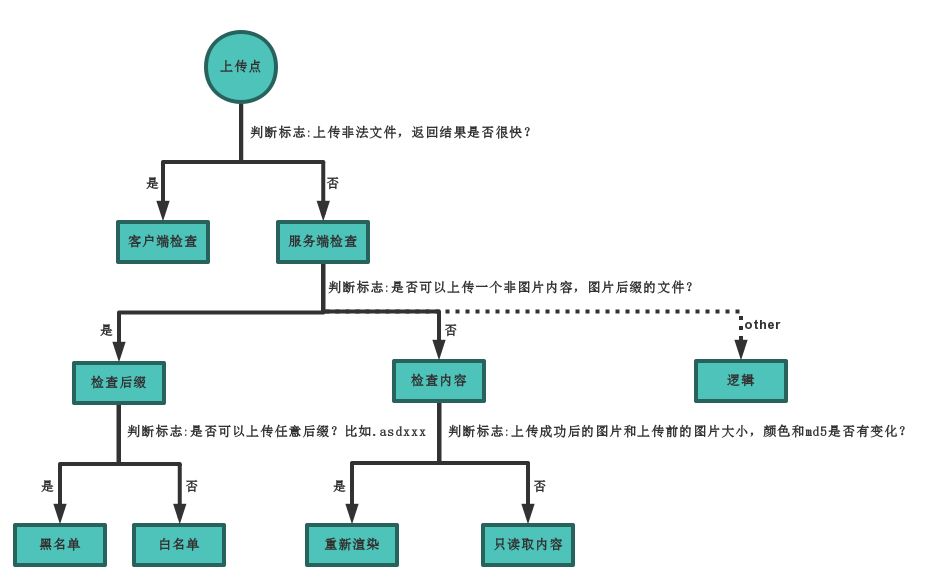 上传点
判断标志:上传非法文件，返回结果是否很快？
是
否
客户端检查
服务端检查
判断标志:是否可以上传一个非图片内容，图片后缀的文件？
是
否
other
检查后缀
检查内容
逻辑
判断标志:是否可以上传任意后缀？比如.asdxxx
判断标志:上传成功后的图片和上传前的图片大小，颜色和md5是否有变化？
是
否
是
否
黑名单
白名单
重新渲染
只读取内容